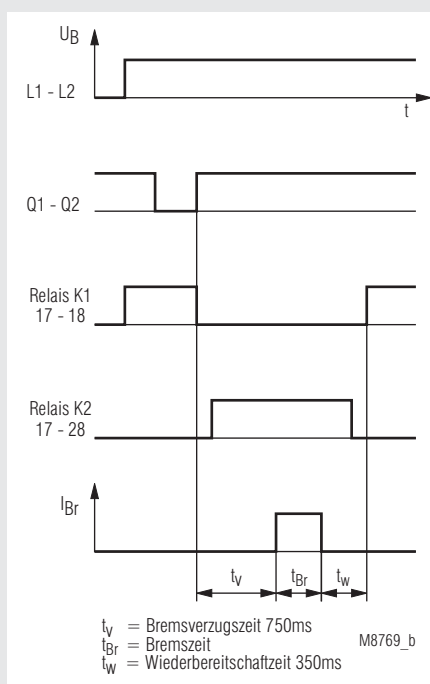 UB
L1 - L2
t
Q1 - Q2
Relais K1
17 - 18
Relais K2
17 - 28
IBr
tV
tBr
tW
tV = Bremsverzugszeit 750ms
tBr = Bremszeit
tW = Wiederbereitschaftzeit 350ms
M8769_b